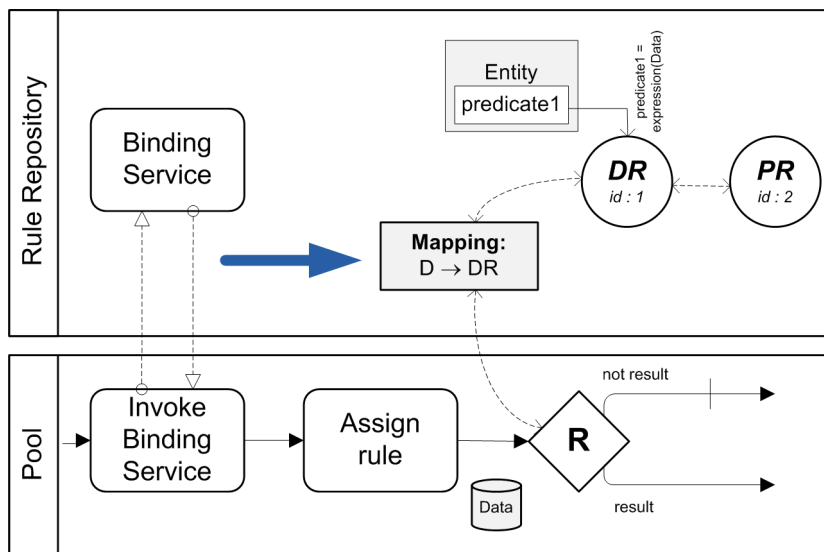 Rule Repository
Binding
Service
Entity
predicate1
predicate1 =
expression(Data)
DR
id : 1
PR
id : 2
Mapping:
D → DR
Pool
Invoke
Binding
Service
Assign
rule
Data
R
not result
result